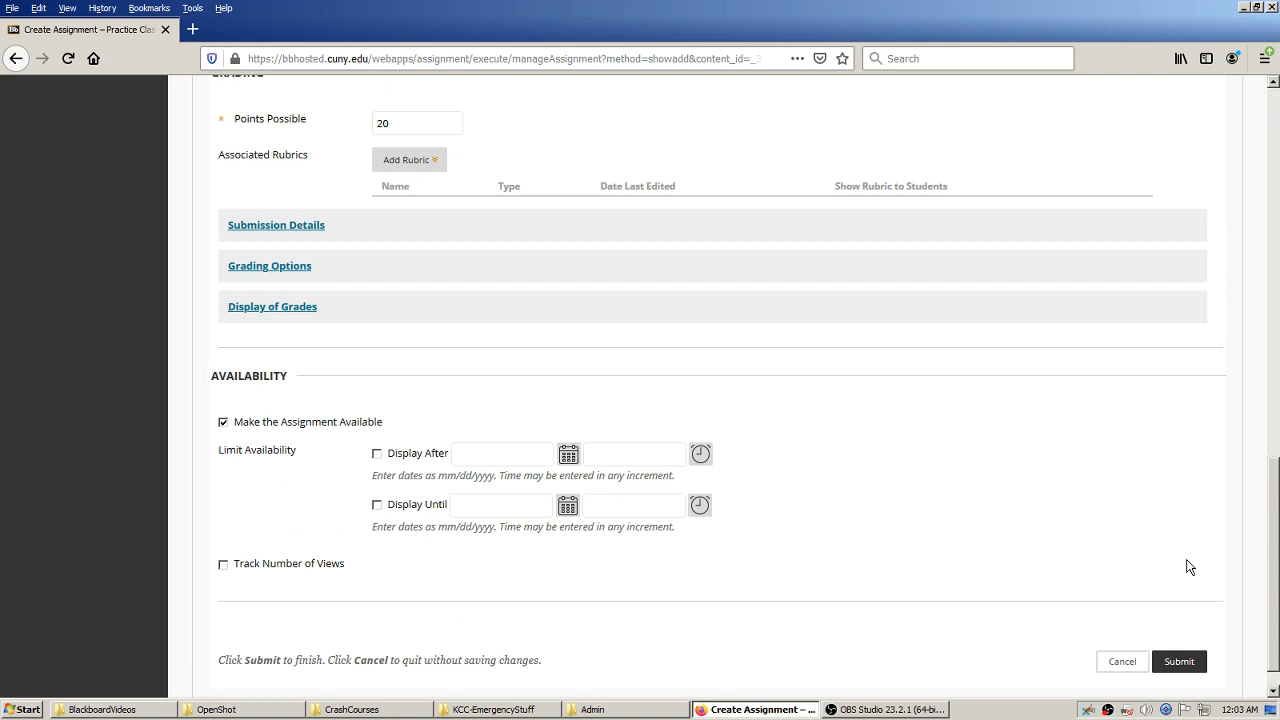 File Edit View History Bookmarks Tools Help
Bb Create Assignment – Practice Clas
https://bbhosted.cuny.edu/webapps/assignment/execute/manageAssignment?method=showadd&content_id=_3
Search
GRADING
* Points Possible 20
Associated Rubrics Add Rubric
Name Type Date Last Edited Show Rubric to Students
Submission Details
Grading Options
Display of Grades
AVAILABILITY
Make the Assignment Available
Limit Availability Display After
Enter dates as mm/dd/yyyy. Time may be entered in any increment.
Display Until
Enter dates as mm/dd/yyyy. Time may be entered in any increment.
Track Number of Views
Click Submit to finish. Click Cancel to quit without saving changes.
Cancel Submit
Start BlackboardVideos OpenShot CrashCourses KCC-EmergencyStuff Admin Create Assignment – ... OBS Studio 23.2.1 (64-bi... 12:03 AM